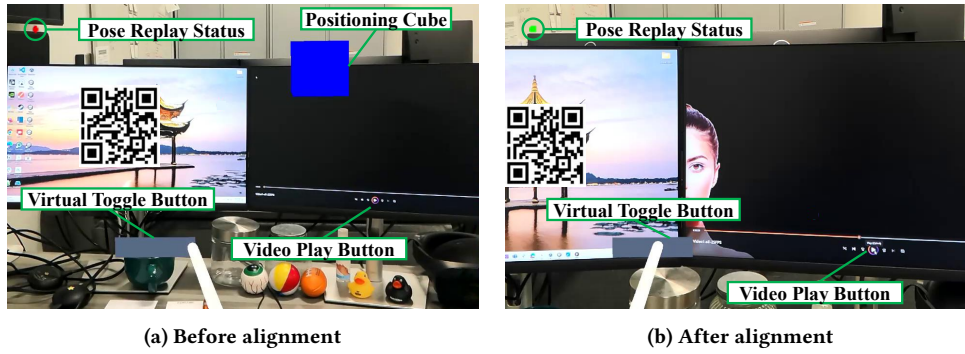 Pose Replay Status
Positioning Cube
Virtual Toggle Button
Video Play Button
(a) Before alignment
Pose Replay Status
Virtual Toggle Button
Video Play Button
(b) After alignment